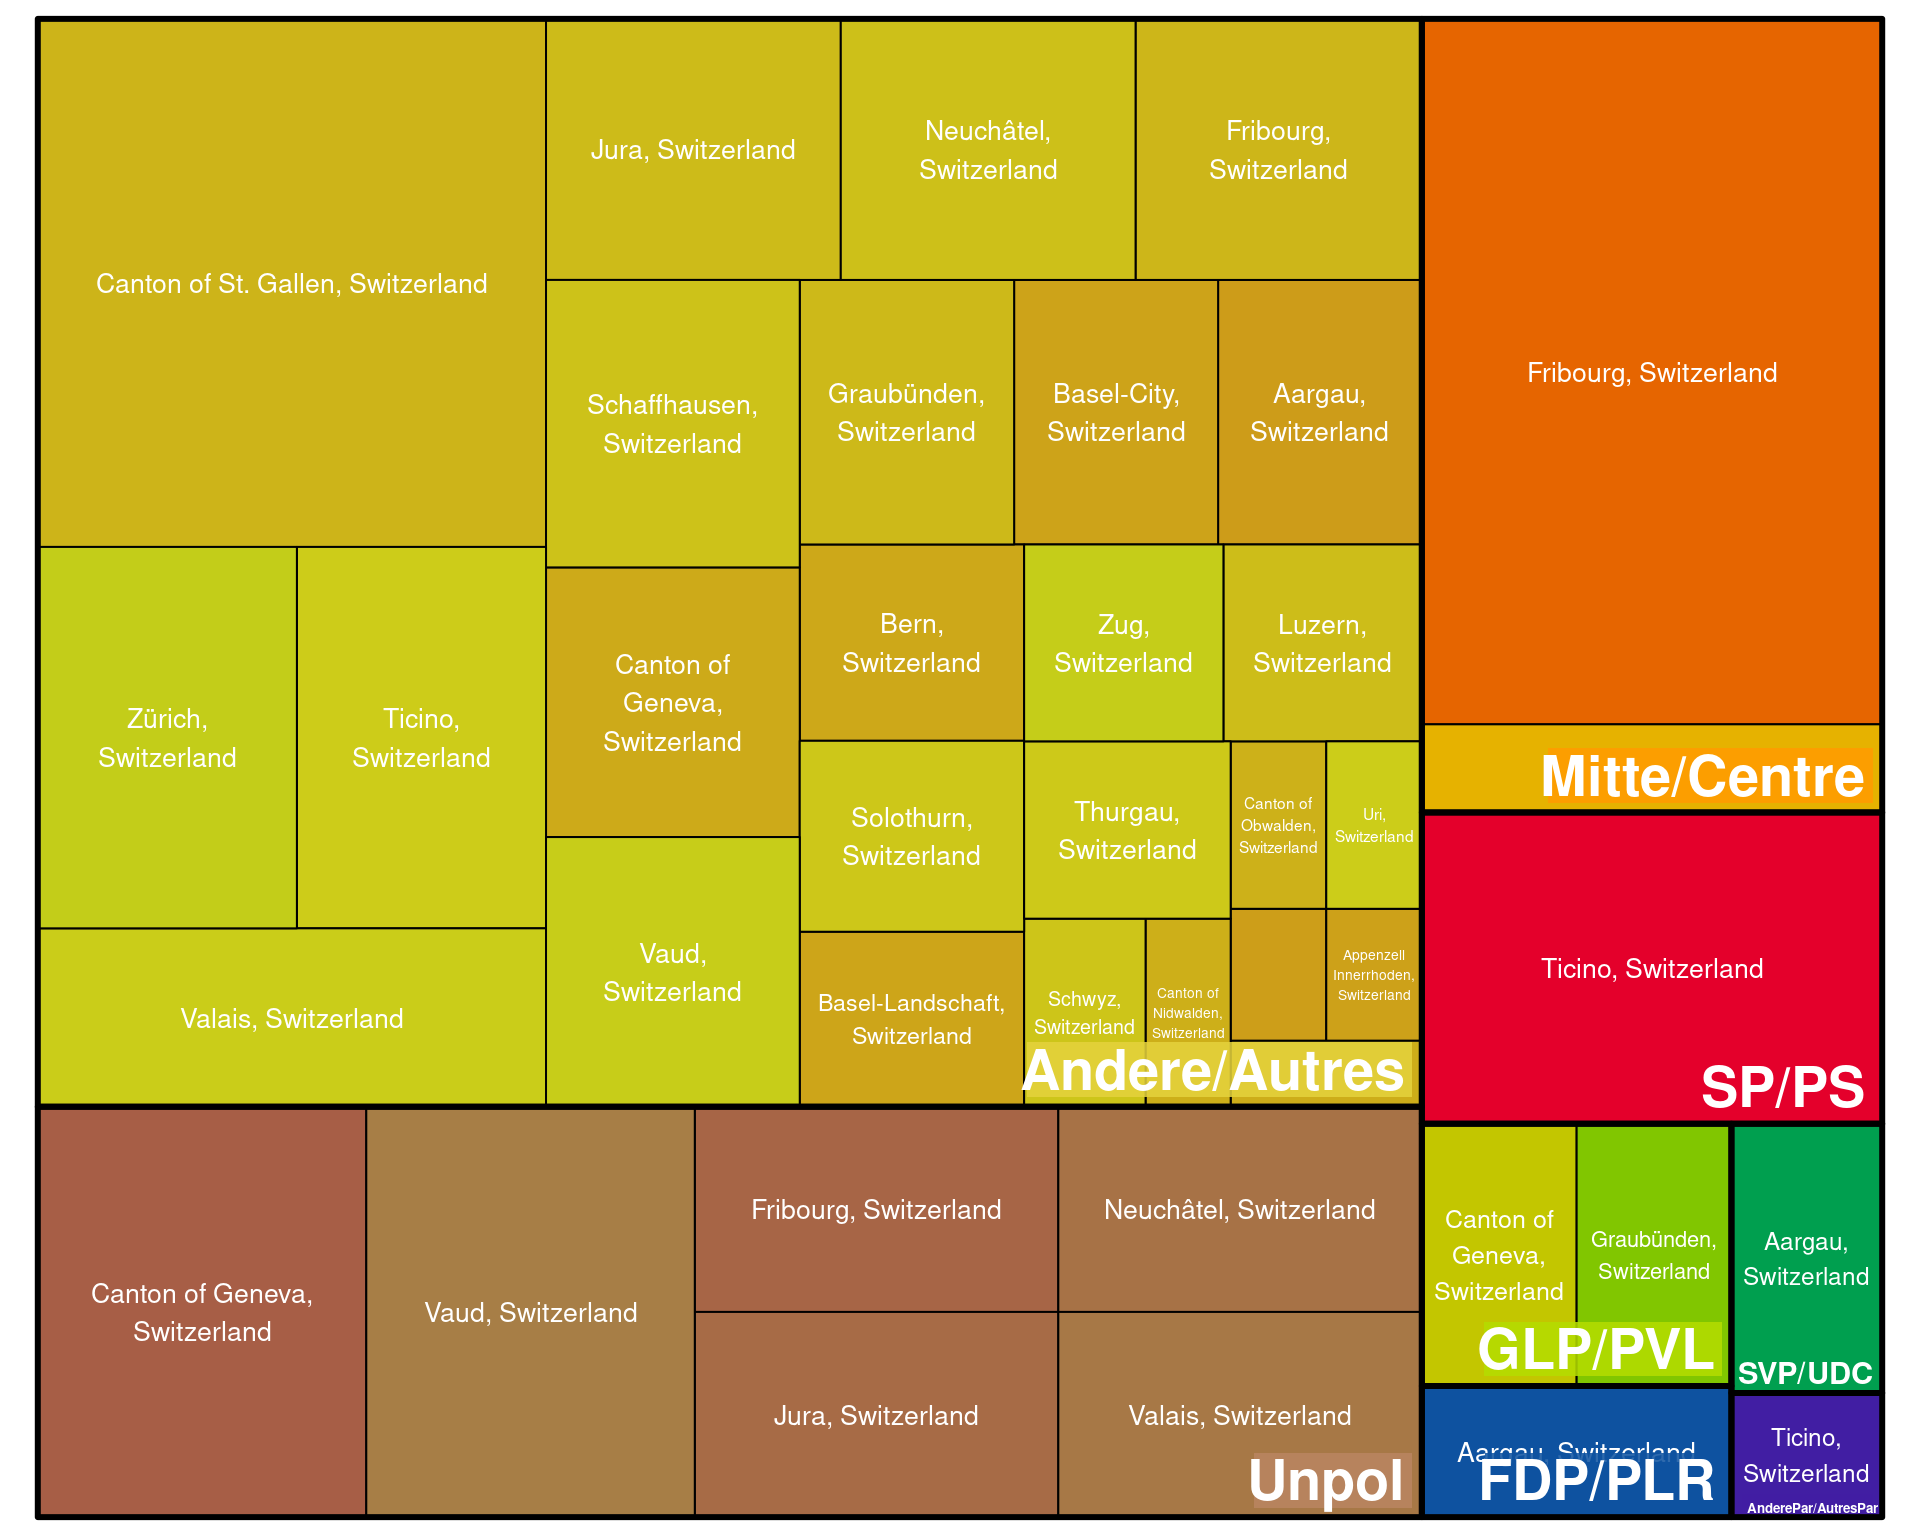 Canton of St. Gallen, Switzerland
Jura, Switzerland
Neuchâtel,
Switzerland
Fribourg,
Switzerland
Schaffhausen,
Switzerland
Graubünden,
Switzerland
Basel-City,
Switzerland
Aargau,
Switzerland
Zürich,
Switzerland
Ticino,
Switzerland
Canton of
Geneva,
Switzerland
Bern,
Switzerland
Zug,
Switzerland
Luzern,
Switzerland
Solothurn,
Switzerland
Thurgau,
Switzerland
Canton of
Obwalden,
Switzerland
Uri,
Switzerland
Valais, Switzerland
Vaud,
Switzerland
Basel-Landschaft,
Switzerland
Schwyz,
Switzerland
Canton of
Nidwalden,
Switzerland
Appenzell
Innerrhoden,
Switzerland
Andere/Autres
Canton of Geneva,
Switzerland
Vaud, Switzerland
Fribourg, Switzerland
Neuchâtel, Switzerland
Jura, Switzerland
Valais, Switzerland
Unpol
Fribourg, Switzerland
Mitte/Centre
Ticino, Switzerland
SP/PS
Canton of
Geneva,
Switzerland
Graubünden,
Switzerland
GLP/PVL
Aargau,
Switzerland
SVP/UDC
Aargau, Switzerland
FDP/PLR
Ticino,
Switzerland
AnderePar/AutresPar